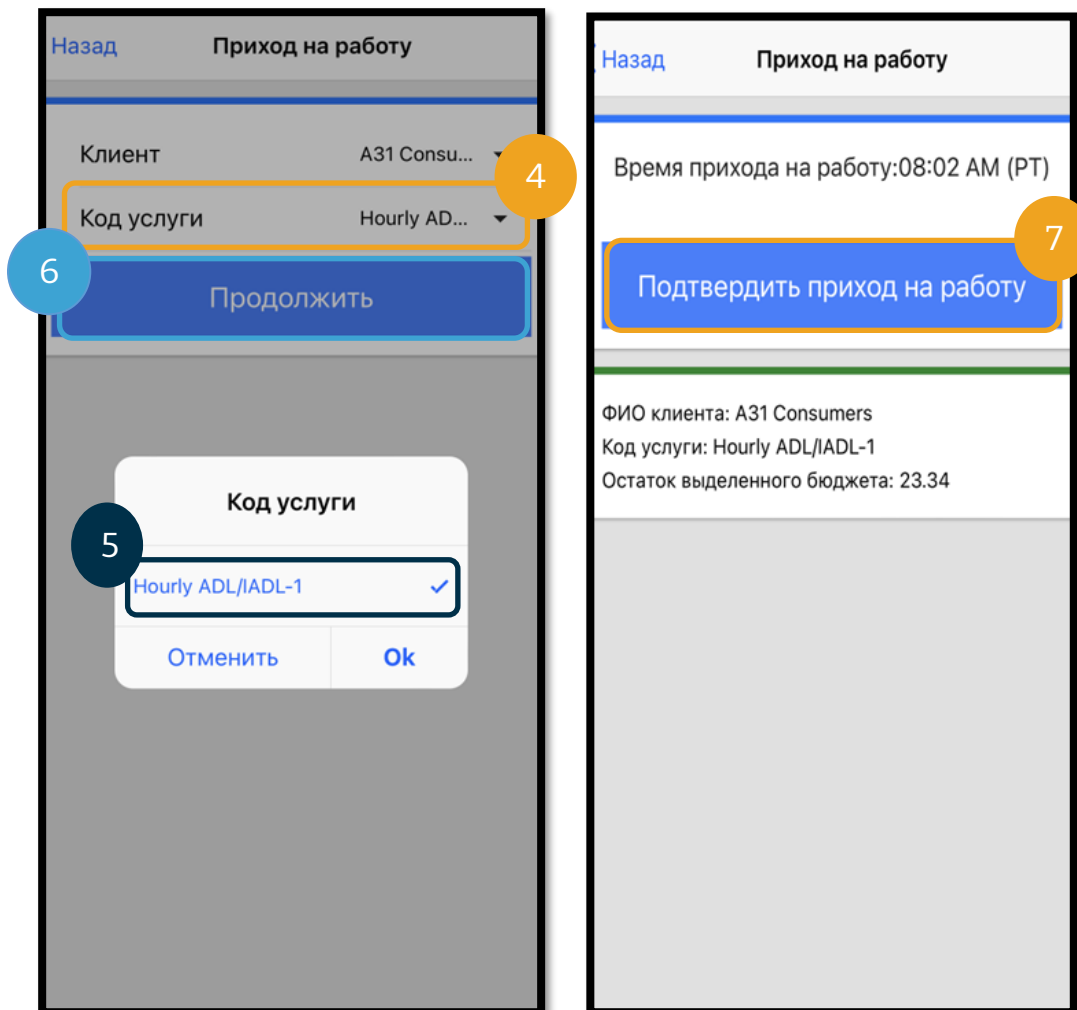 Назад Приход на работу
Клиент A31 Consu...
4
Код услуги Hourly AD...
6
Продолжить
Код услуги
5
Hourly ADL/IADL-1
Отменить Ok
Назад Приход на работу
Время прихода на работу:08:02 AM (PT)
7
Подтвердить приход на работу
ФИО клиента: A31 Consumers
Код услуги: Hourly ADL/IADL-1
Остаток выделенного бюджета: 23.34